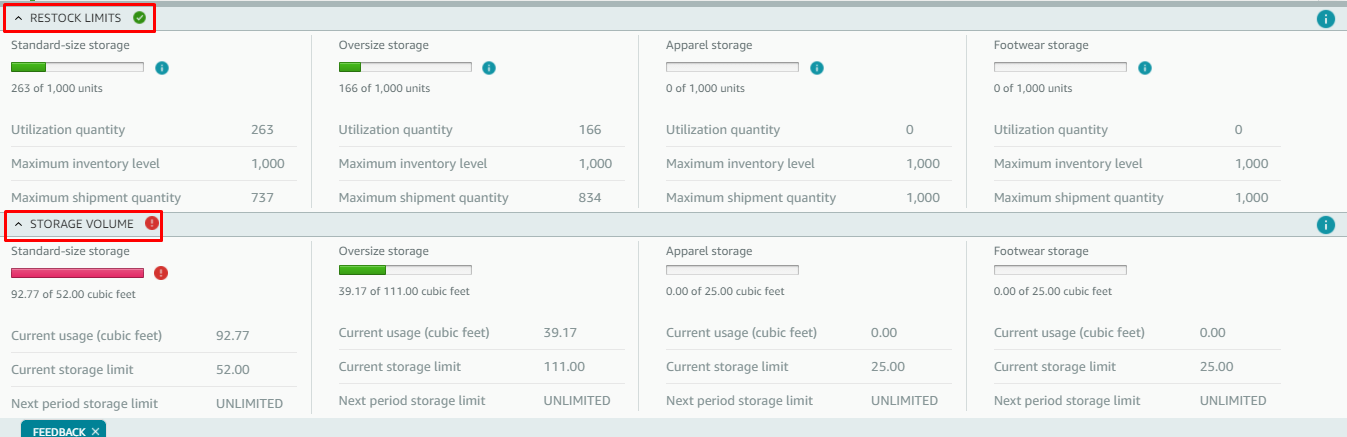 RESTOCK LIMITS
Standard-size storage Oversize storage Apparel storage Footwear storage
263 of 1,000 units 166 of 1,000 units 0 of 1,000 units 0 of 1,000 units
Utilization quantity 263 Utilization quantity 166 Utilization quantity 0 Utilization quantity 0
Maximum inventory level 1,000 Maximum inventory level 1,000 Maximum inventory level 1,000 Maximum inventory level 1,000
Maximum shipment quantity 737 Maximum shipment quantity 834 Maximum shipment quantity 1,000 Maximum shipment quantity 1,000
STORAGE VOLUME
Standard-size storage Oversize storage Apparel storage Footwear storage
92.77 of 52.00 cubic feet 39.17 of 111.00 cubic feet 0.00 of 25.00 cubic feet 0.00 of 25.00 cubic feet
Current usage (cubic feet) 92.77 Current usage (cubic feet) 39.17 Current usage (cubic feet) 0.00 Current usage (cubic feet) 0.00
Current storage limit 52.00 Current storage limit 111.00 Current storage limit 25.00 Current storage limit 25.00
Next period storage limit UNLIMITED Next period storage limit UNLIMITED Next period storage limit UNLIMITED Next period storage limit UNLIMITED
FEEDBACK ×